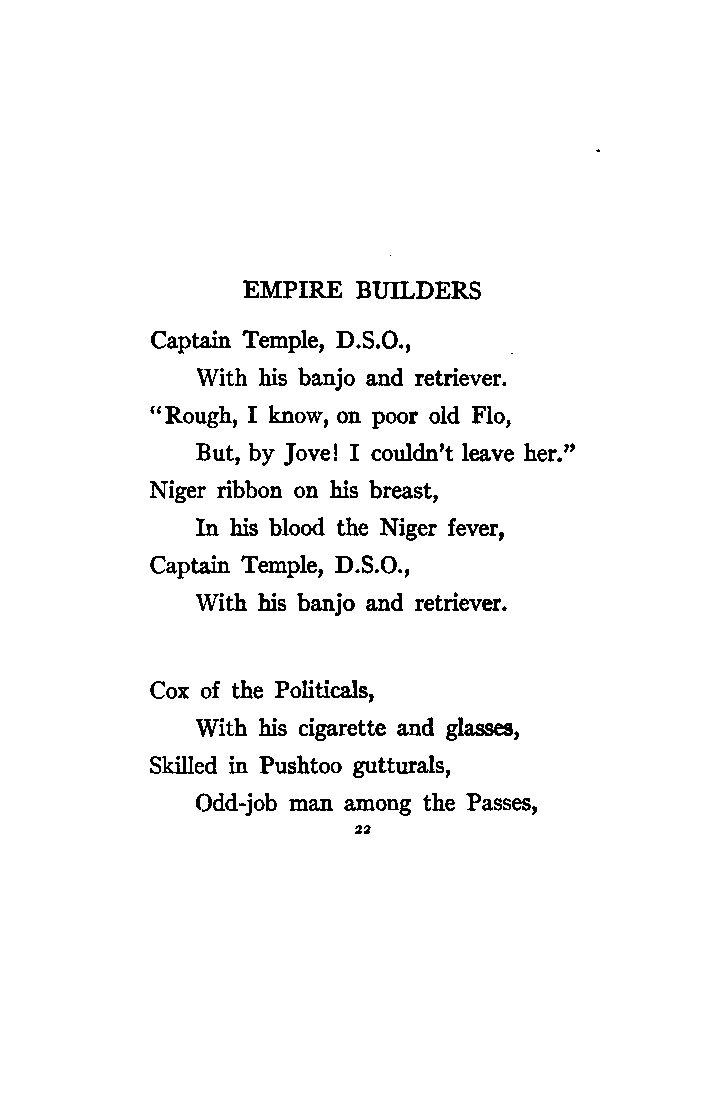 EMPIRE BUILDERS
Captain Temple, D.S.O.,
With his banjo and retriever.
“Rough, I know, on poor old Flo,
But, by Jove! I couldn’t leave her.”
Niger ribbon on his breast,
In his blood the Niger fever,
Captain Temple, D.S.O.,
With his banjo and retriever.
Cox of the Politicals,
With his cigarette and glasses,
Skilled in Pushtoo gutturals,
Odd-job man among the Passes,
22